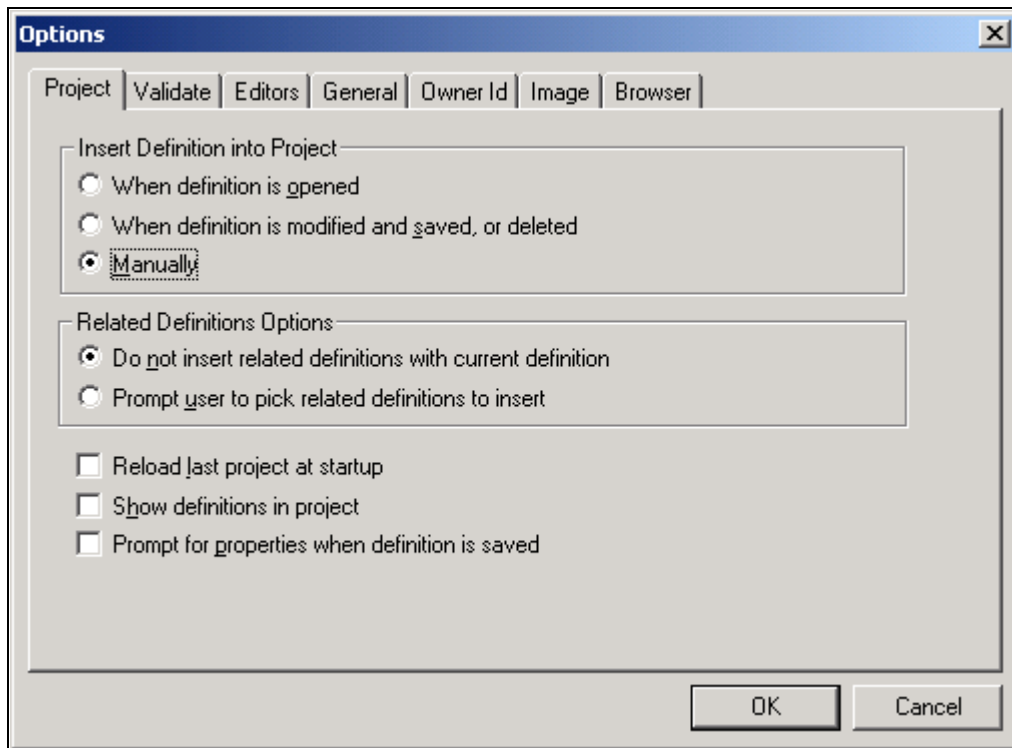 Options
Project Validate Editors General Owner Id Image Browser
Insert Definition into Project
When definition is opened
When definition is modified and saved, or deleted
Manually
Related Definitions Options
Do not insert related definitions with current definition
Prompt user to pick related definitions to insert
Reload last project at startup
Show definitions in project
Prompt for properties when definition is saved
OK Cancel